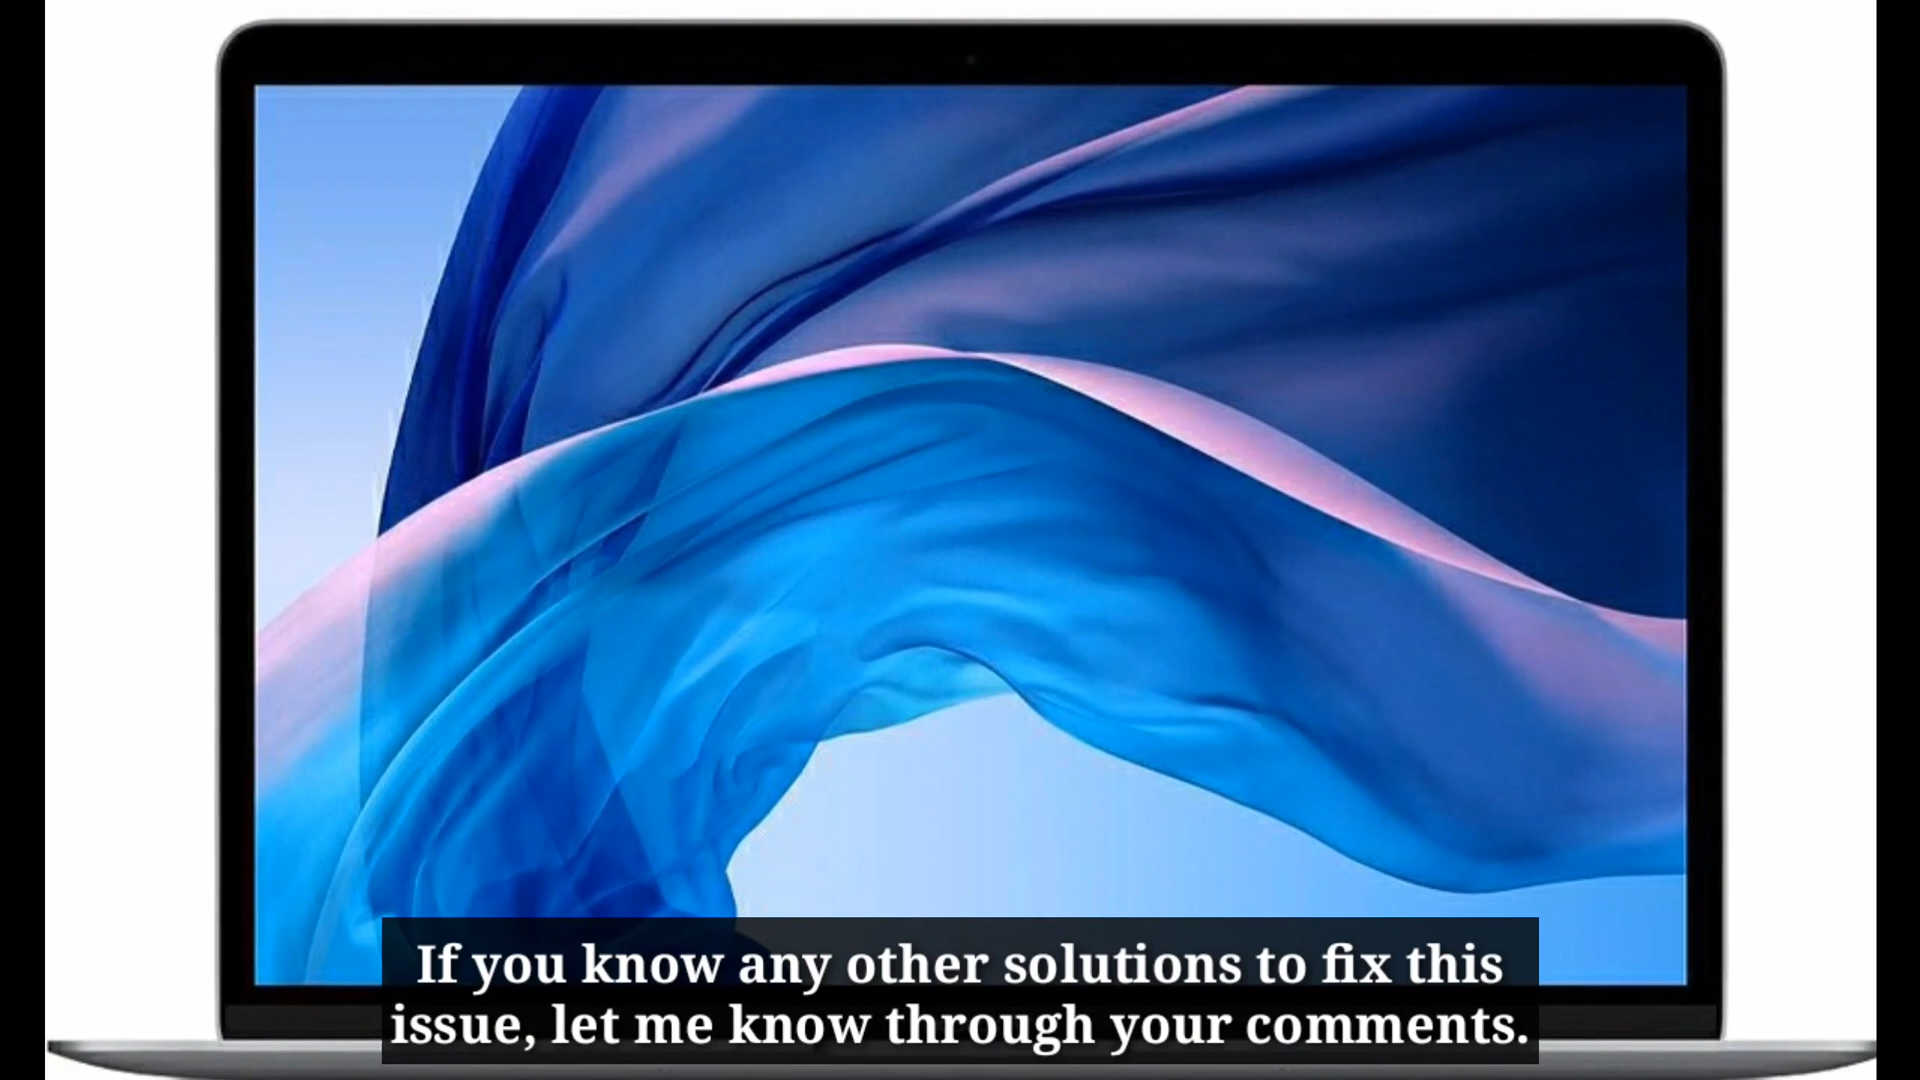 If you know any other solutions to fix this
issue, let me know through your comments.